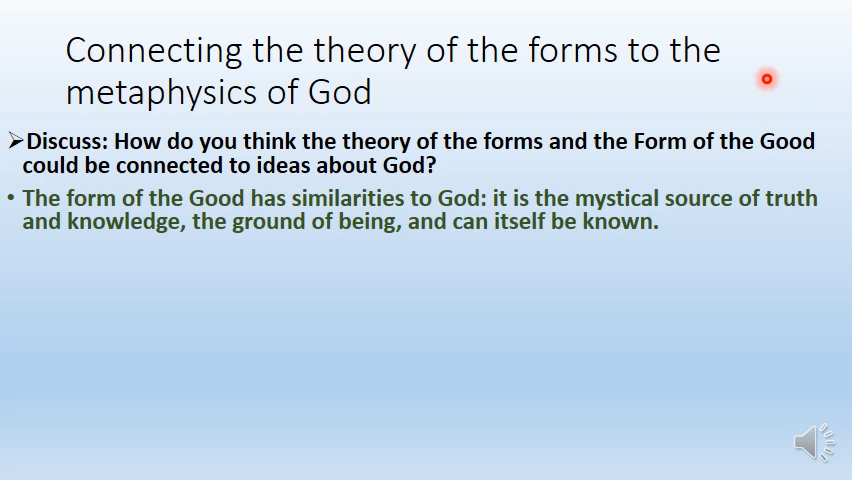 Connecting the theory of the forms to the
metaphysics of God
➢Discuss: How do you think the theory of the forms and the Form of the Good
could be connected to ideas about God?
• The form of the Good has similarities to God: it is the mystical source of truth
and knowledge, the ground of being, and can itself be known.